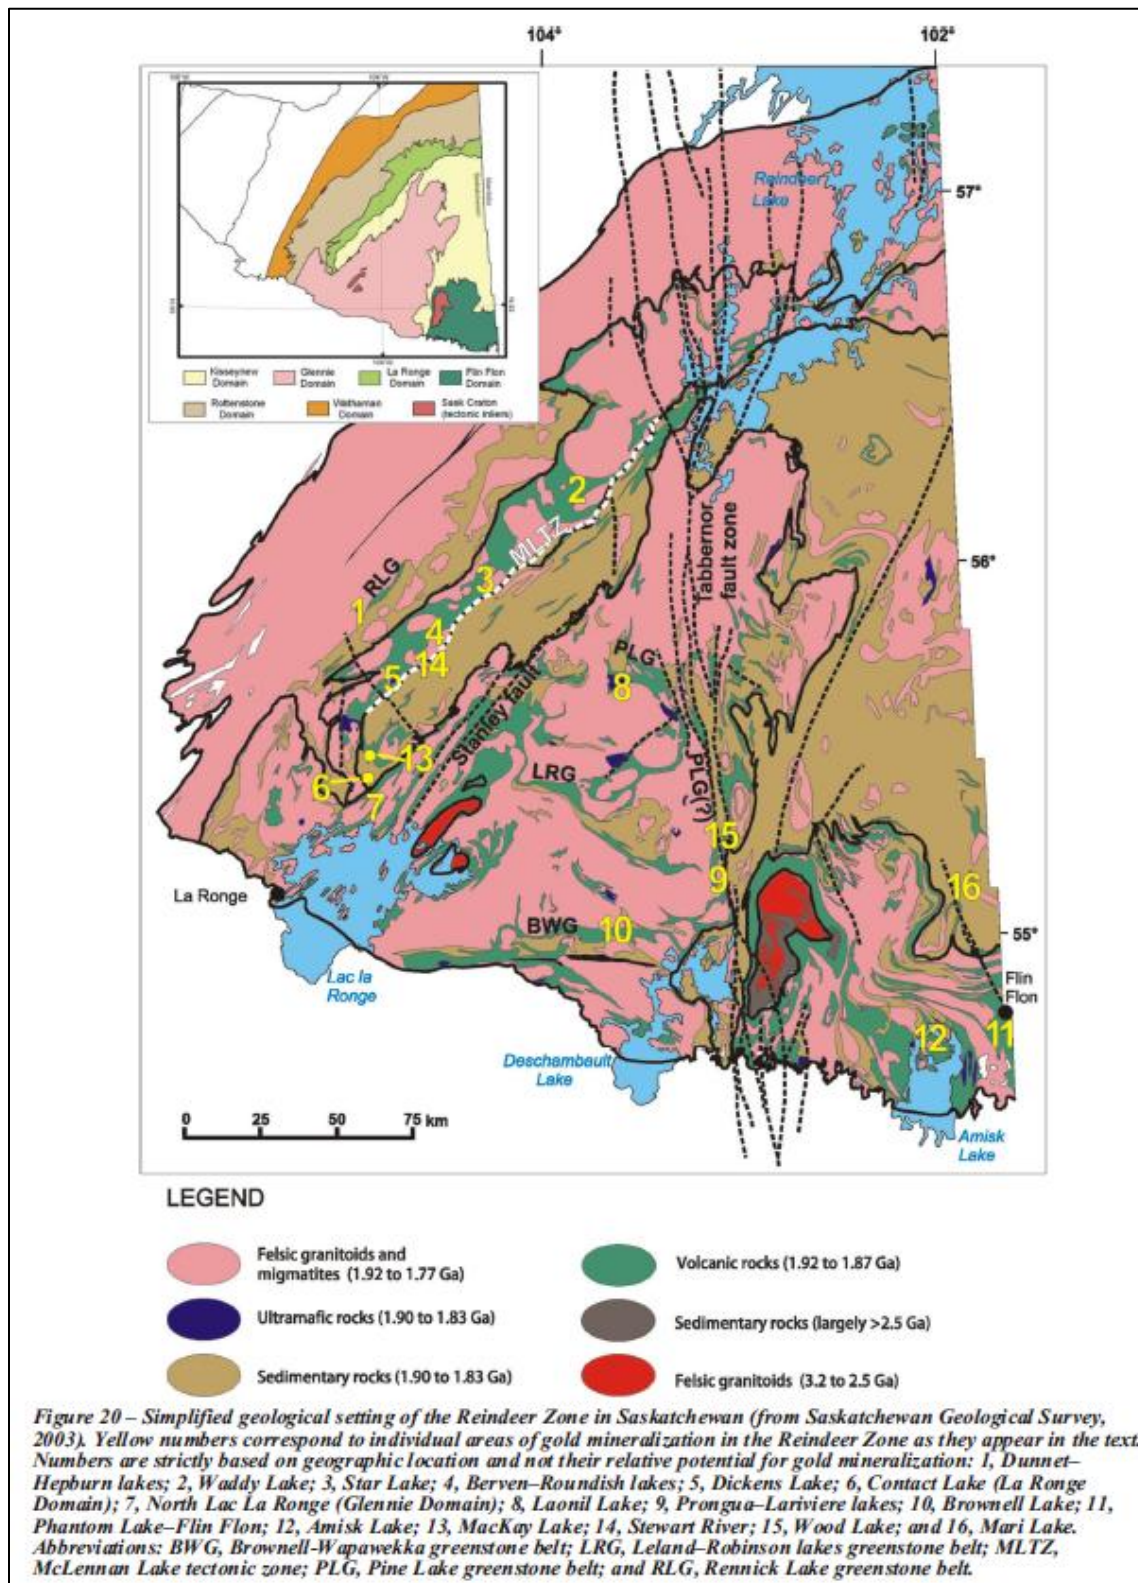 104°
102°
Reindeer
Lake
57°
Kisseynew
Domain
Glennie
Domain
La Ronge
Domain
Flin Flon
Domain
Rottenstone
Domain
Wathaman
Domain
Sask Craton
(tectonic inliers)
2
MLTZ
56°
Tabbernor
fault zone
RLG
3
1
4
14
5
PLG
8
Stanley fault
13
LRG
PLG(?)
6
7
15
9
16
La Ronge
BWG
10
55°
Flin
Flon
Lac la
Ronge
11
12
Deschambault
Lake
0 25 50 75 km
Amisk
Lake
LEGEND
Felsic granitoids and
migmatites (1.92 to 1.77 Ga)
Volcanic rocks (1.92 to 1.87 Ga)
Ultramafic rocks (1.90 to 1.83 Ga)
Sedimentary rocks (largely >2.5 Ga)
Sedimentary rocks (1.90 to 1.83 Ga)
Felsic granitoids (3.2 to 2.5 Ga)
Figure 20 – Simplified geological setting of the Reindeer Zone in Saskatchewan (from Saskatchewan Geological Survey,
2003). Yellow numbers correspond to individual areas of gold mineralization in the Reindeer Zone as they appear in the text.
Numbers are strictly based on geographic location and not their relative potential for gold mineralization: 1, Dunnet–
Hepburn lakes; 2, Waddy Lake; 3, Star Lake; 4, Berven–Roundish lakes; 5, Dickens Lake; 6, Contact Lake (La Ronge
Domain); 7, North Lac La Ronge (Glennie Domain); 8, Laonil Lake; 9, Prongua–Lariviere lakes; 10, Brownell Lake; 11,
Phantom Lake–Flin Flon; 12, Amisk Lake; 13, MacKay Lake; 14, Stewart River; 15, Wood Lake; and 16, Mari Lake.
Abbreviations: BWG, Brownell-Wapawekka greenstone belt; LRG, Leland–Robinson lakes greenstone belt; MLTZ,
McLennan Lake tectonic zone; PLG, Pine Lake greenstone belt; and RLG, Rennick Lake greenstone belt.